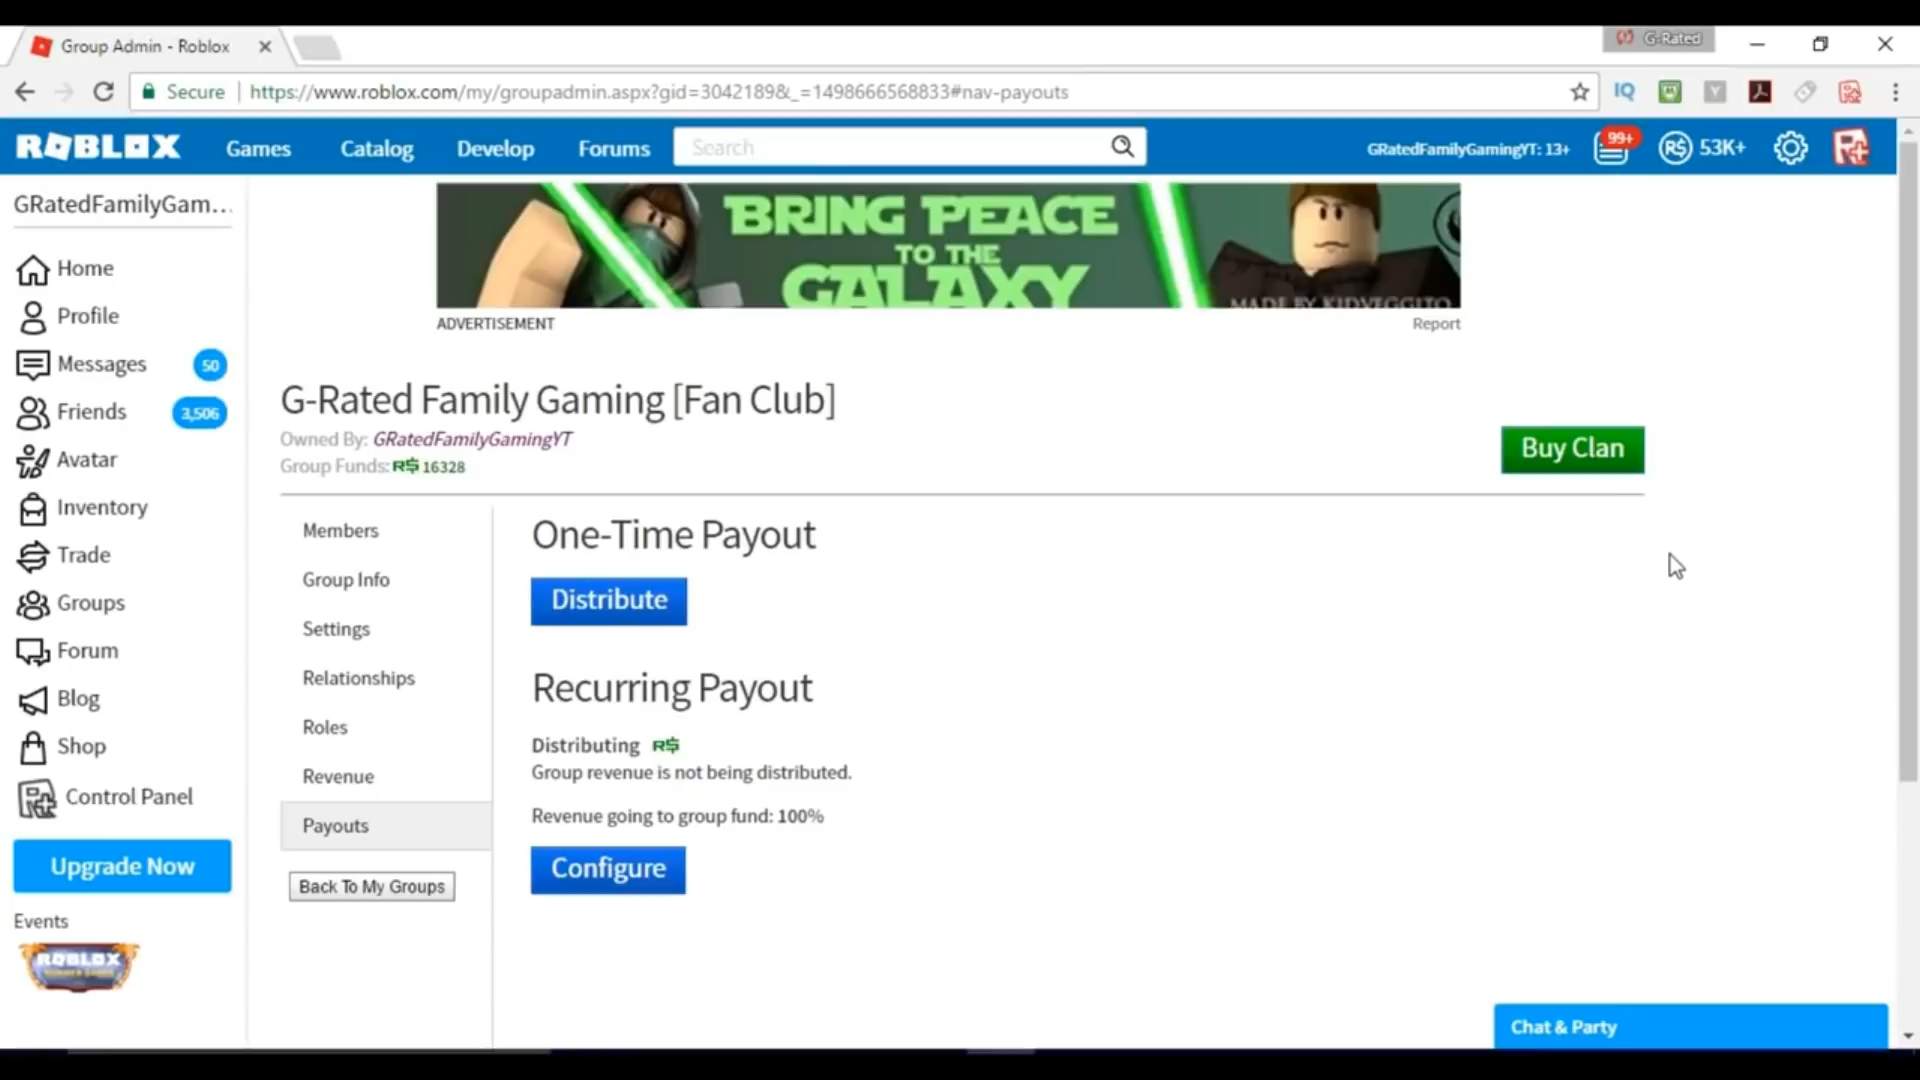 Group Admin - Roblox
G-Rated
Secure
https://www.roblox.com/my/groupadmin.aspx?gid=3042189&_=1498666568833#nav-payouts
IQ
ROBLOX
Games
Catalog
Develop
Forums
Search
GRatedFamilyGamingYT: 13+
99+
R$ 53K+
GRatedFamilyGam...
BRING PEACE
TO THE
GALAXY
MADE BY KIDVEGGITO
ADVERTISEMENT
Report
Home
Profile
Messages 50
Friends 3,506
Avatar
Inventory
Trade
Groups
Forum
Blog
Shop
Control Panel
Upgrade Now
Events
ROBLOX
G-Rated Family Gaming [Fan Club]
Owned By: GRatedFamilyGamingYT
Group Funds: R$ 16328
Buy Clan
Members
Group Info
Settings
Relationships
Roles
Revenue
Payouts
Back To My Groups
One-Time Payout
Distribute
Recurring Payout
Distributing R$
Group revenue is not being distributed.
Revenue going to group fund: 100%
Configure
Chat & Party